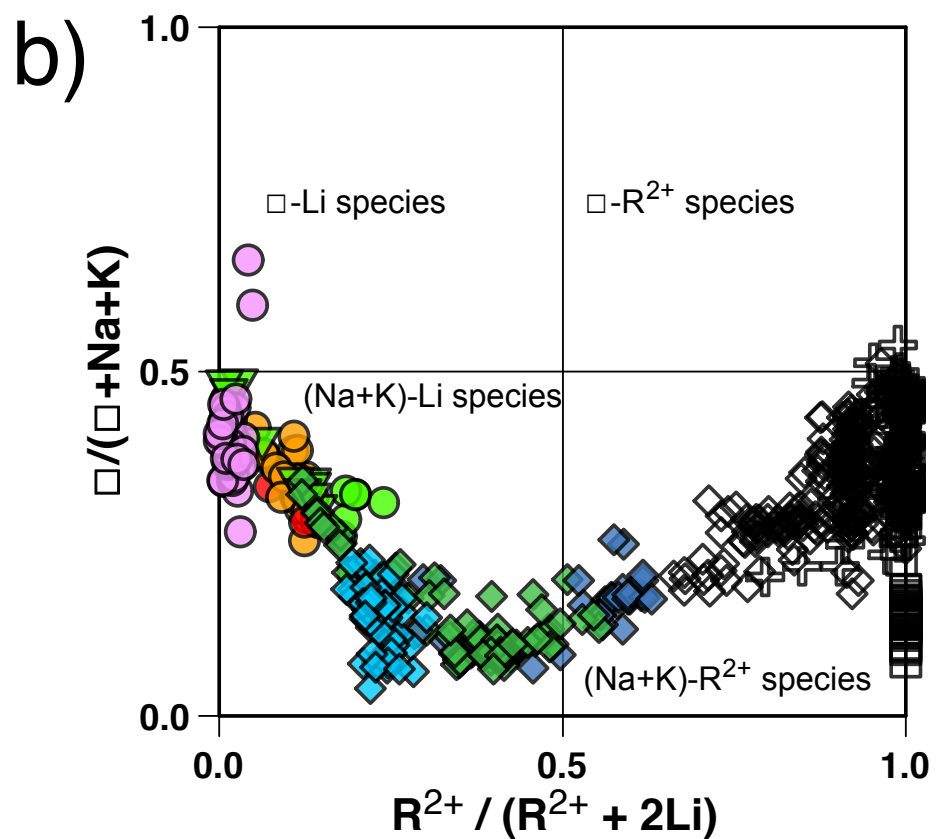 b)
1.0
□-Li species
□-R²⁺ species
□/(□+Na+K)
0.5
(Na+K)-Li species
(Na+K)-R²⁺ species
0.0
0.0
0.5
1.0
R²⁺ / (R²⁺ + 2Li)